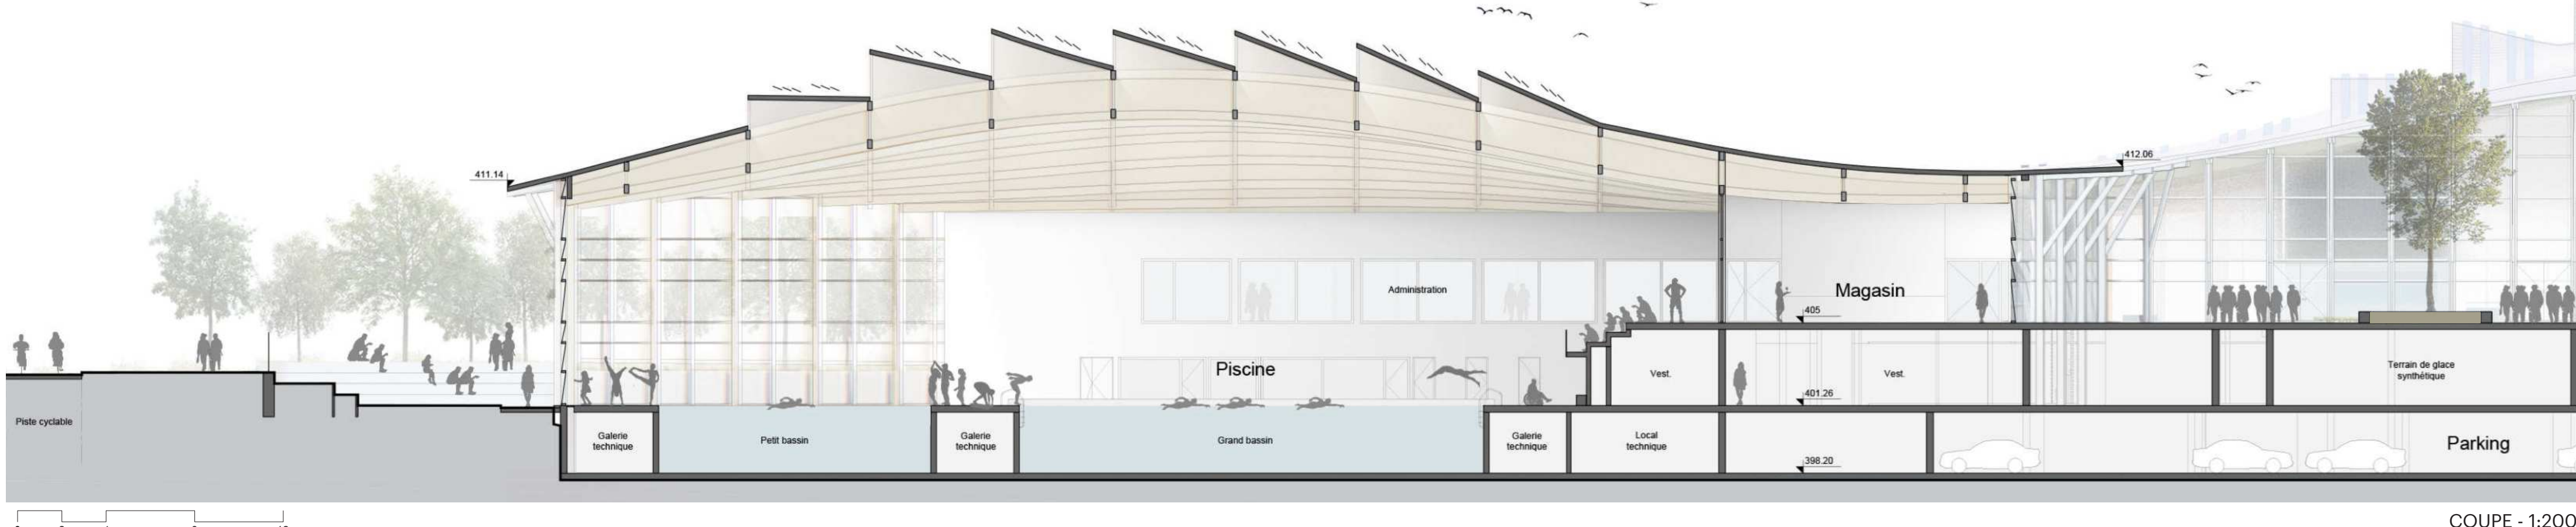 411.14
412.06
Administration
Magasin
405
Piscine
Vest.
Vest.
Terrain de glace
synthétique
401.26
Piste cyclable
Galerie
technique
Petit bassin
Galerie
technique
Grand bassin
Galerie
technique
Local
technique
Parking
398.20
COUPE - 1:200